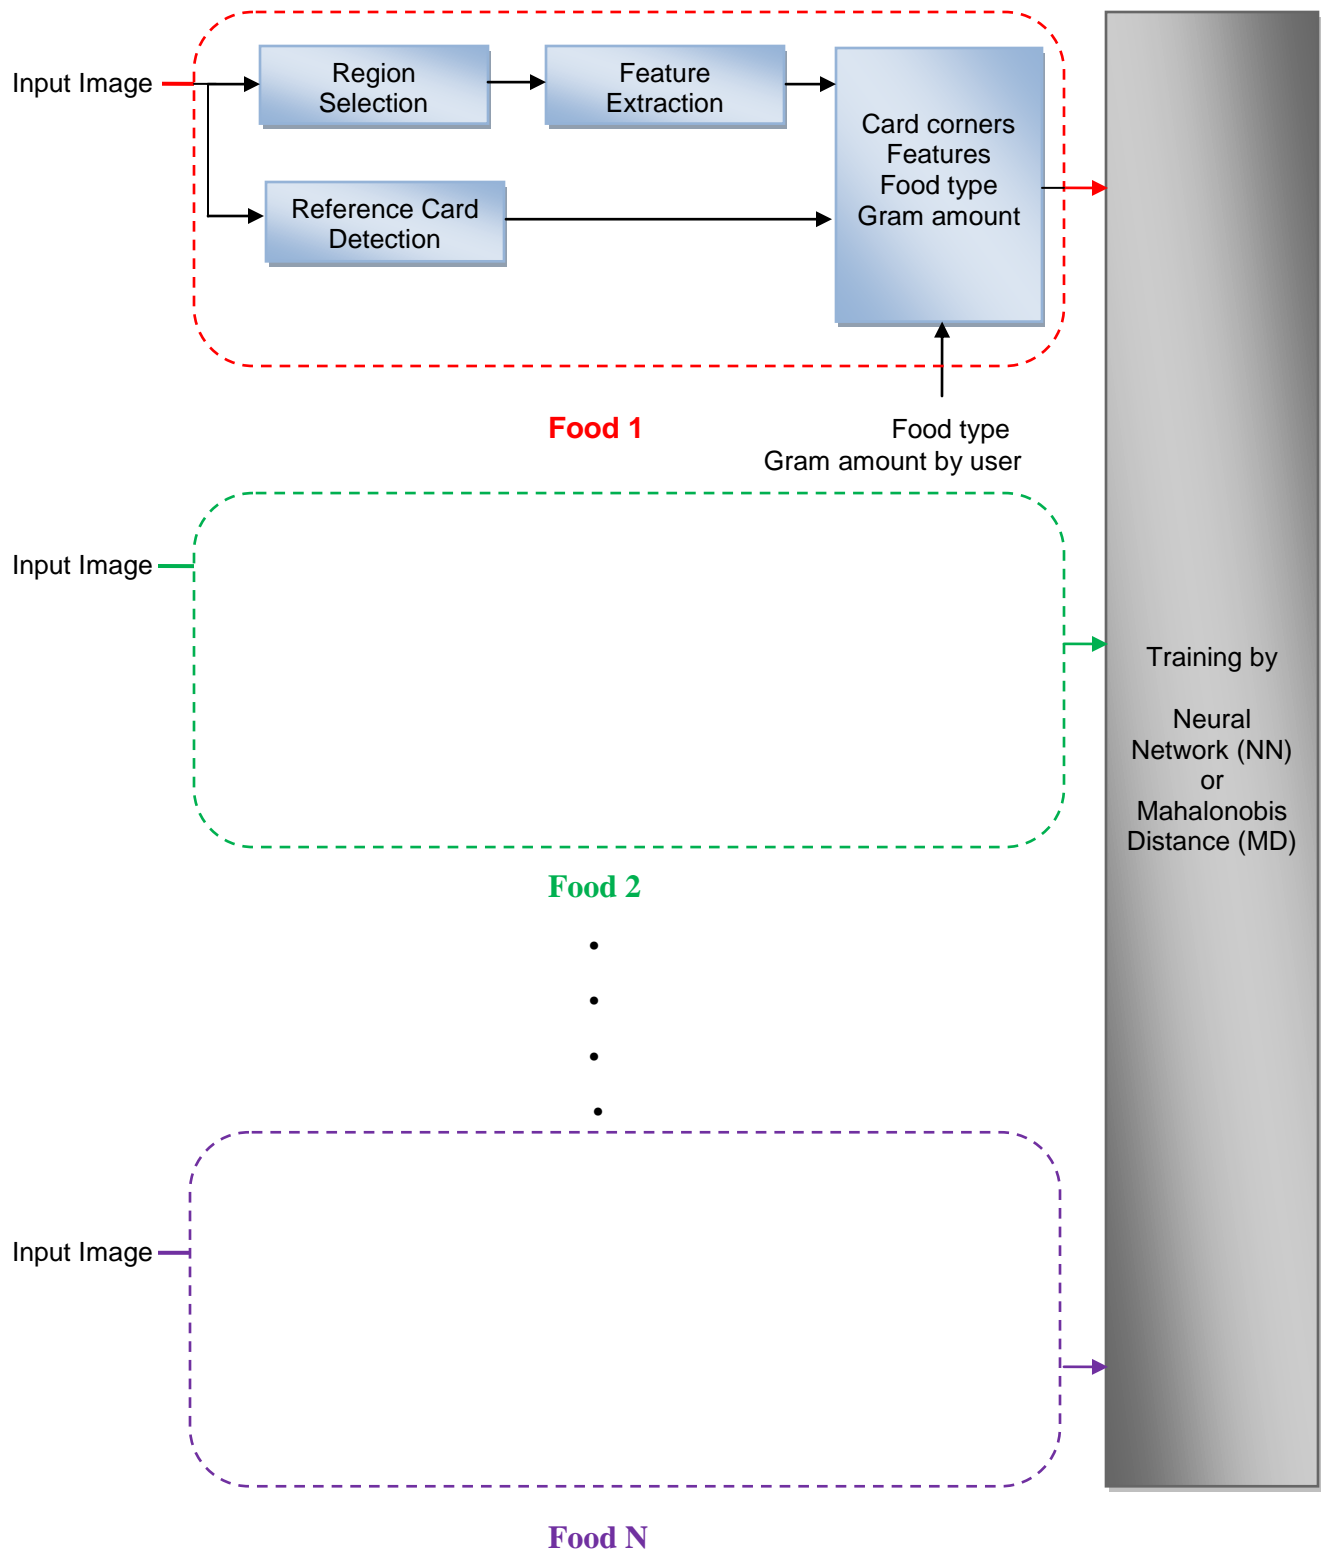 Input Image
Region
Selection
Feature
Extraction
Reference Card
Detection
Card corners
Features
Food type
Gram amount
Food 1
Food type
Gram amount by user
Input Image
Food 2
Training by
Neural
Network (NN)
or
Mahalonobis
Distance (MD)
Input Image
Food N